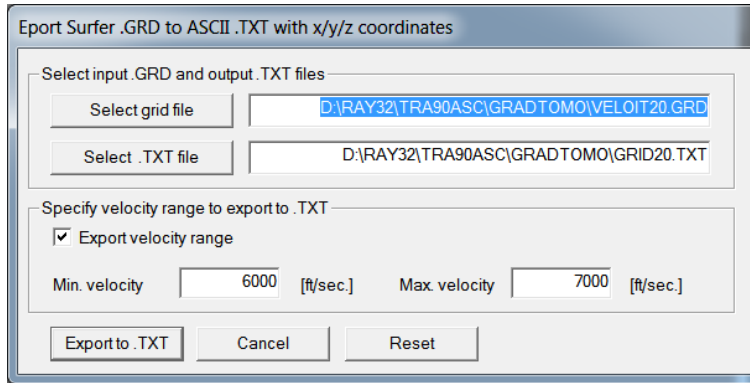 Eport Surfer .GRD to ASCII .TXT with x/y/z coordinates
Select input .GRD and output .TXT files
Select grid file D:\RAY32\TRA90ASC\GRADTOMO\VELOIT20.GRD
Select .TXT file D:\RAY32\TRA90ASC\GRADTOMO\GRID20.TXT
Specify velocity range to export to .TXT
Export velocity range
Min. velocity 6000 [ft/sec.] Max. velocity 7000 [ft/sec.]
Export to .TXT Cancel Reset